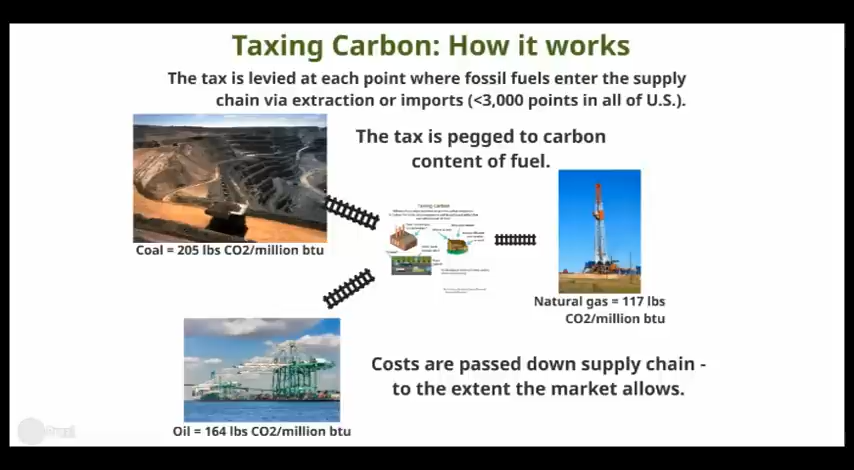 Taxing Carbon: How it works
The tax is levied at each point where fossil fuels enter the supply
chain via extraction or imports (<3,000 points in all of U.S.).
The tax is pegged to carbon
content of fuel.
Coal = 205 lbs CO2/million btu
Taxing Carbon
Natural gas = 117 lbs
CO2/million btu
Costs are passed down supply chain -
to the extent the market allows.
Oil = 164 lbs CO2/million btu